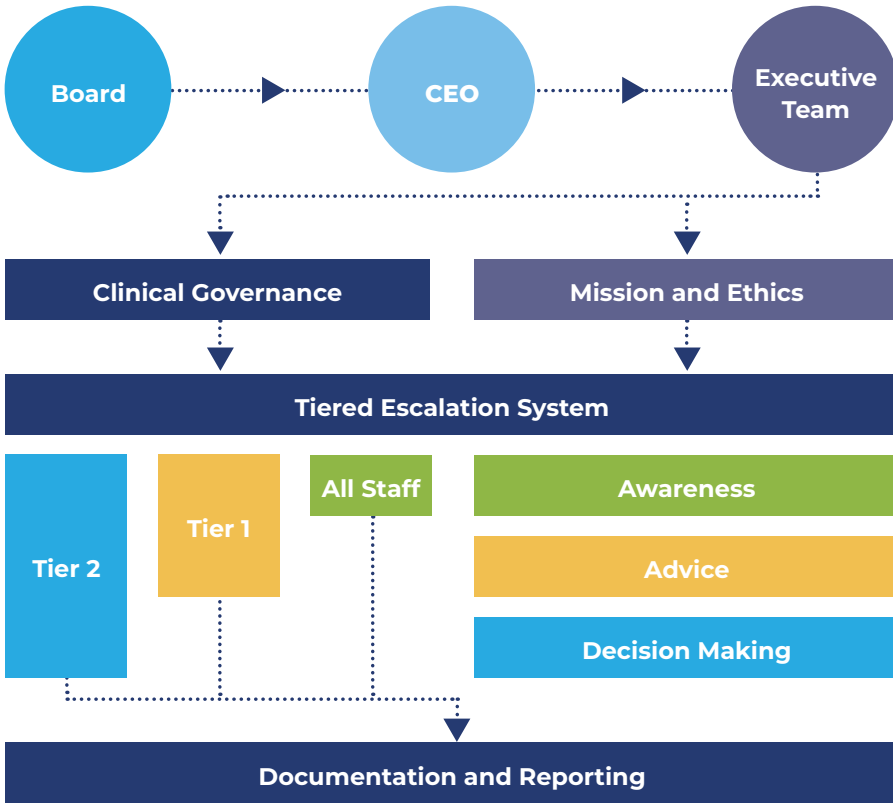 Board
CEO
Executive
Team
Clinical Governance
Mission and Ethics
Tiered Escalation System
Tier 2
Tier 1
All Staff
Awareness
Advice
Decision Making
Documentation and Reporting